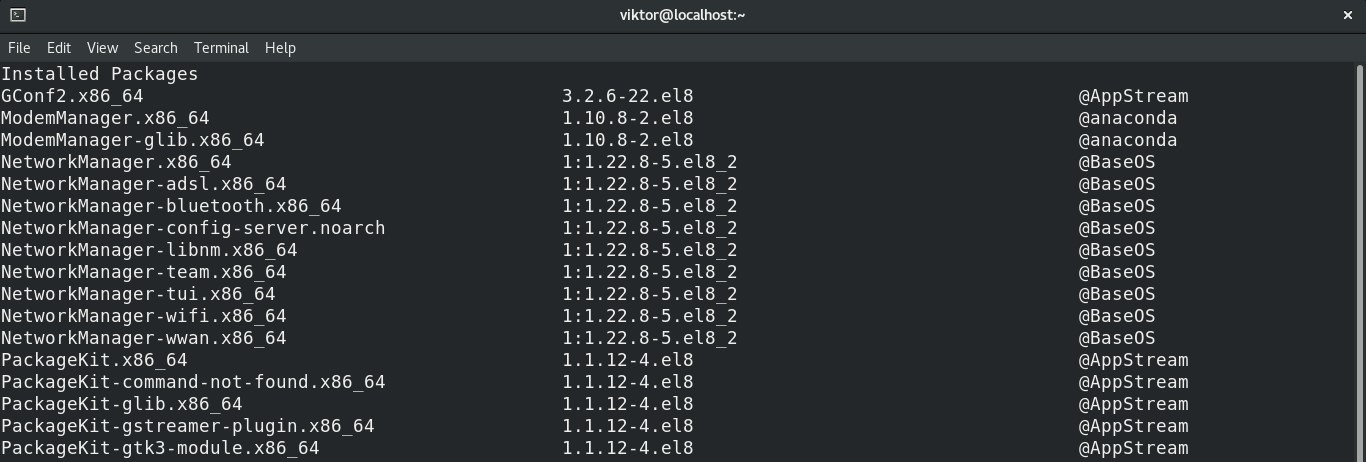 viktor@localhost:~
File Edit View Search Terminal Help
Installed Packages
GConf2.x86_64 3.2.6-22.el8 @AppStream
ModemManager.x86_64 1.10.8-2.el8 @anaconda
ModemManager-glib.x86_64 1.10.8-2.el8 @anaconda
NetworkManager.x86_64 1:1.22.8-5.el8_2 @BaseOS
NetworkManager-adsl.x86_64 1:1.22.8-5.el8_2 @BaseOS
NetworkManager-bluetooth.x86_64 1:1.22.8-5.el8_2 @BaseOS
NetworkManager-config-server.noarch 1:1.22.8-5.el8_2 @BaseOS
NetworkManager-libnm.x86_64 1:1.22.8-5.el8_2 @BaseOS
NetworkManager-team.x86_64 1:1.22.8-5.el8_2 @BaseOS
NetworkManager-tui.x86_64 1:1.22.8-5.el8_2 @BaseOS
NetworkManager-wifi.x86_64 1:1.22.8-5.el8_2 @BaseOS
NetworkManager-wwan.x86_64 1:1.22.8-5.el8_2 @BaseOS
PackageKit.x86_64 1.1.12-4.el8 @AppStream
PackageKit-command-not-found.x86_64 1.1.12-4.el8 @AppStream
PackageKit-glib.x86_64 1.1.12-4.el8 @AppStream
PackageKit-gstreamer-plugin.x86_64 1.1.12-4.el8 @AppStream
PackageKit-gtk3-module.x86_64 1.1.12-4.el8 @AppStream